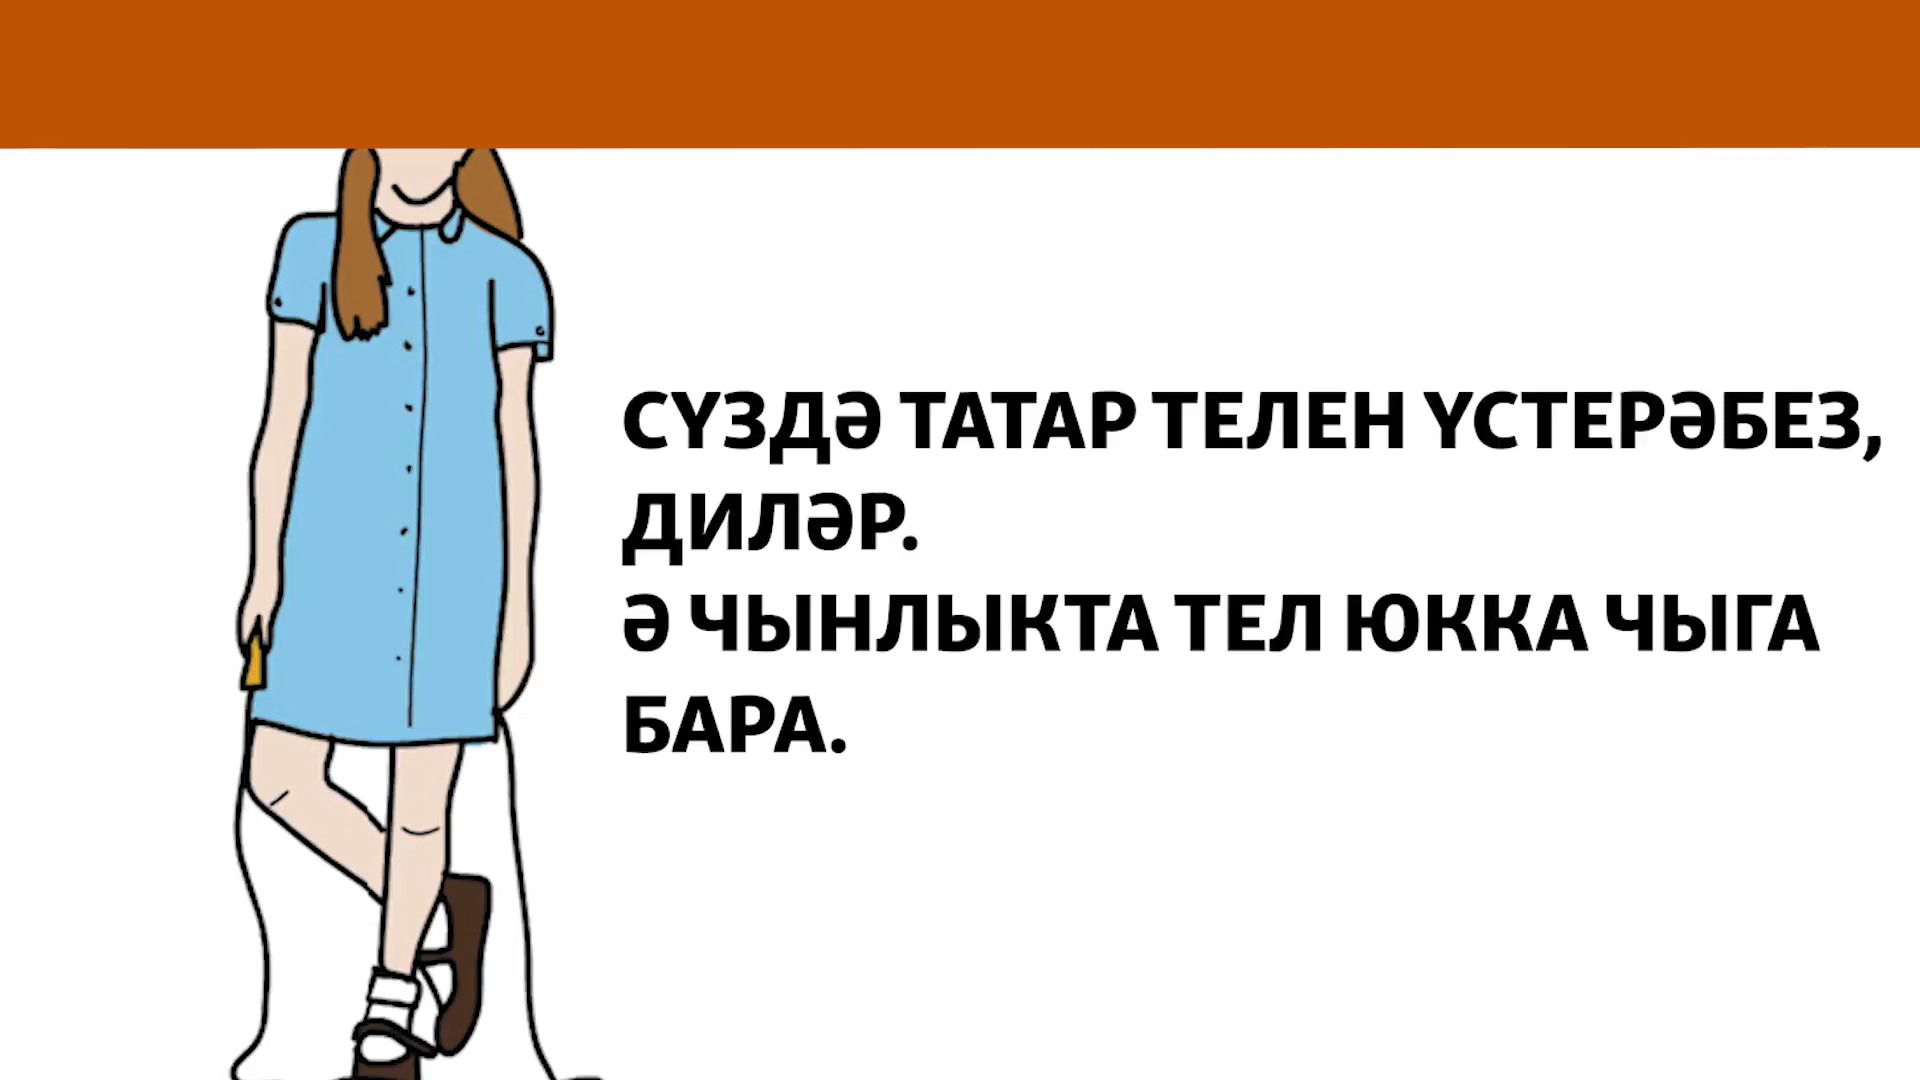 СҮЗДӘ ТАТАР ТЕЛЕН ҮСТЕРӘБЕЗ,
ДИЛӘР.
Ә ЧЫНЛЫКТА ТЕЛ ЮККА ЧЫГА
БАРА.